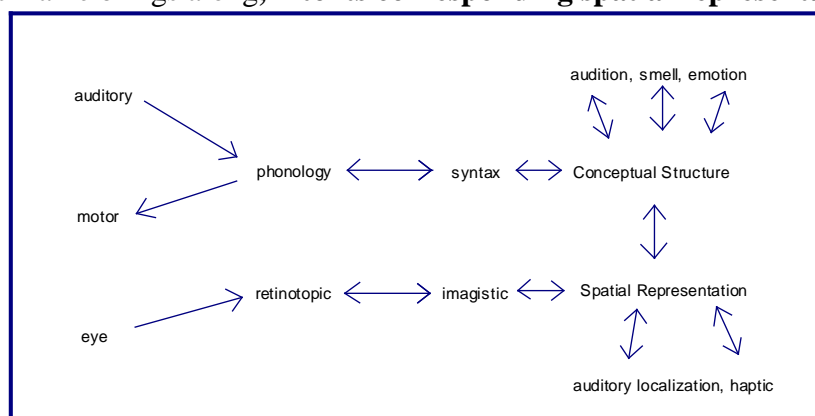 audition, smell, emotion
auditory
phonology syntax Conceptual Structure
motor
retinotopic imagistic Spatial Representation
eye
auditory localization, haptic